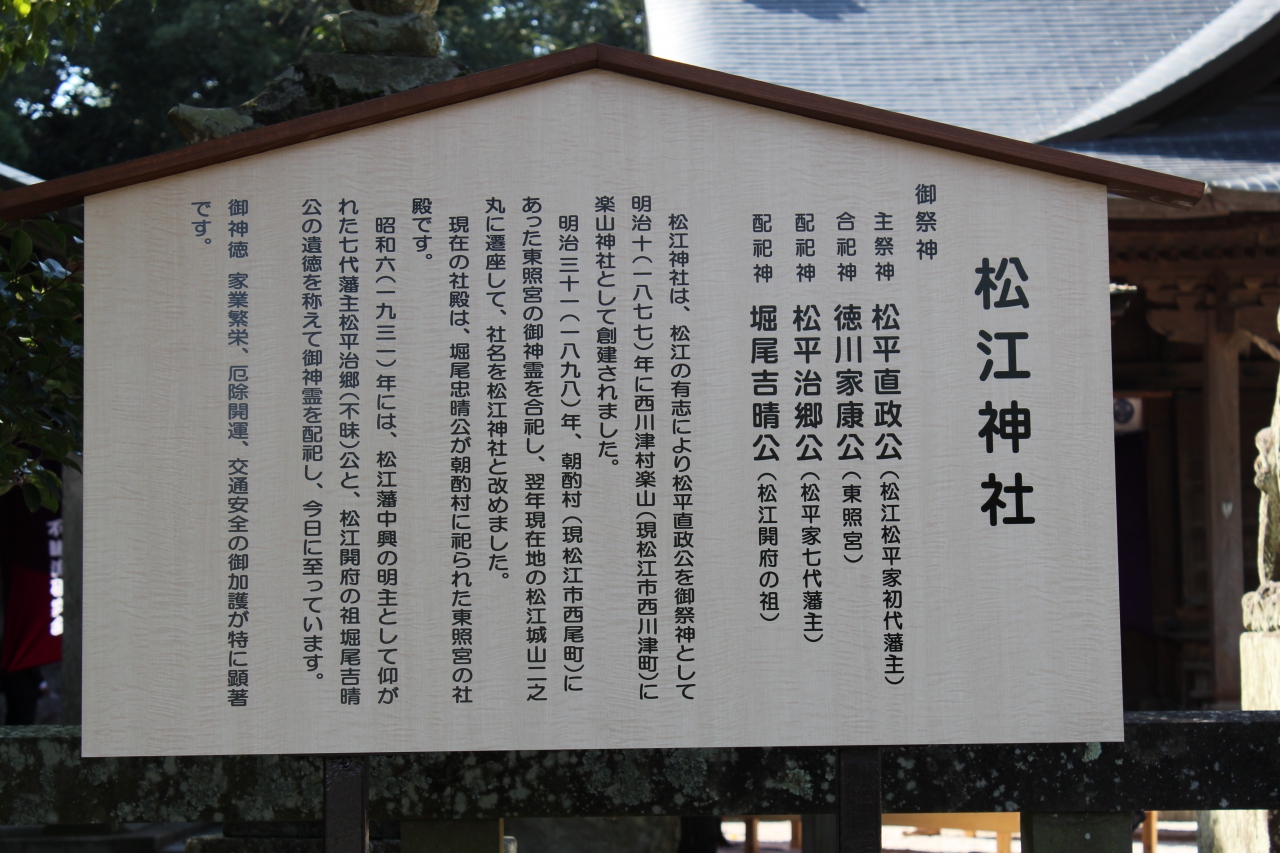 松江神社
御祭神
主祭神 松平直政公（松江松平家初代藩主）
合祀神 徳川家康公（東照宮）
配祀神 松平治郷公（松平家七代藩主）
配祀神 堀尾吉晴公（松江開府の祖）
松江神社は、松江の有志により松平直政公を御祭神として
明治十（一八七七）年に西川津村楽山（現松江市西川津町）に
楽山神社として創建されました。
明治三十一（一八九八）年、朝酌村（現松江市西尾町）に
あった東照宮の御神霊を合祀し、翌年現在地の松江城山二之
丸に遷座して、社名を松江神社と改めました。
現在の社殿は、堀尾忠晴公が朝酌村に祀られた東照宮の社
殿です。
昭和六（一九三一）年には、松江藩中興の明主として仰が
れた七代藩主松平治郷（不昧）公と、松江開府の祖堀尾吉晴
公の遺徳を称えて御神霊を配祀し、今日に至っています。
御神徳 家業繁栄、厄除開運、交通安全の御加護が特に顕著
です。